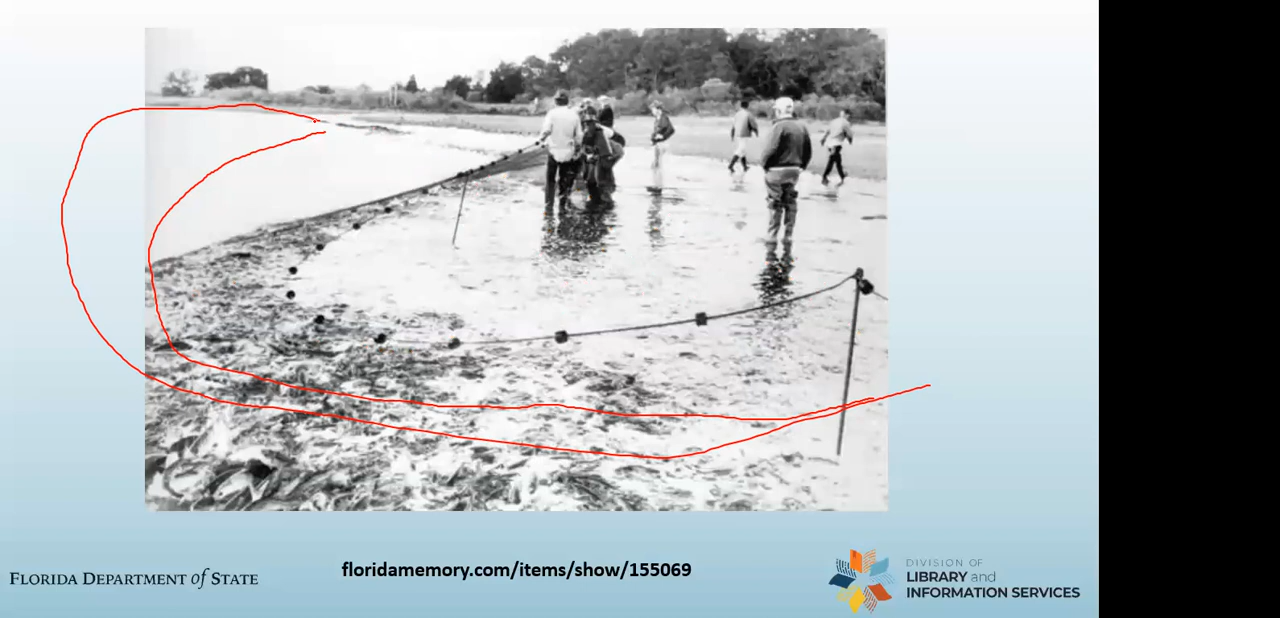 floridamemory.com/items/show/155069
FLORIDA DEPARTMENT of STATE
DIVISION OF
LIBRARY and
INFORMATION SERVICES